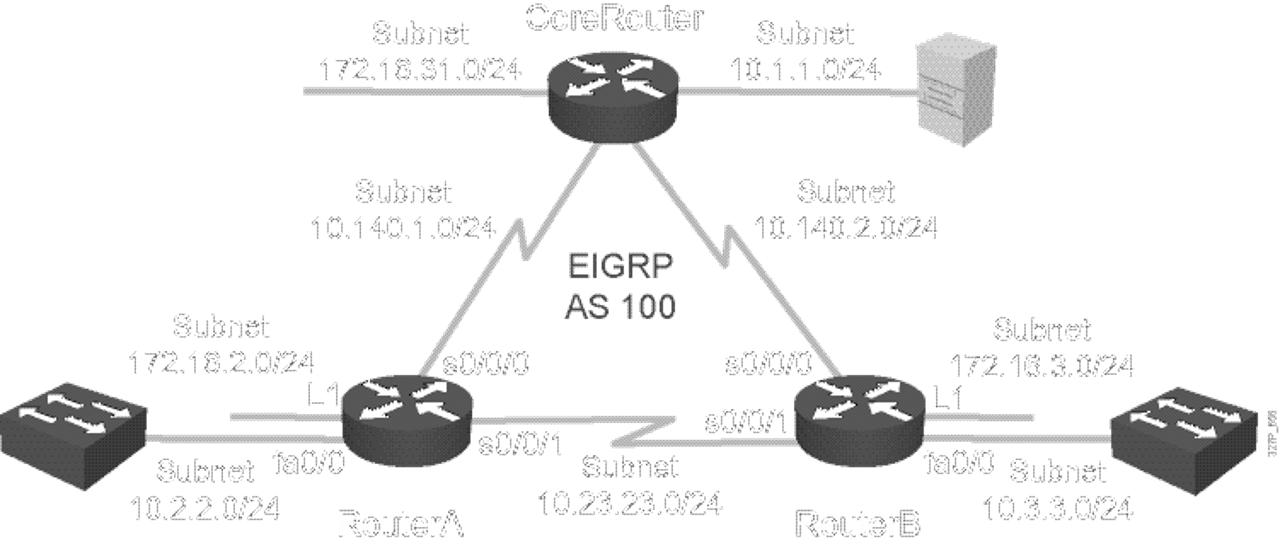 CoreRouter
Subnet
172.16.31.0/24
Subnet
10.1.1.0/24
Subnet
10.140.1.0/24
Subnet
10.140.2.0/24
EIGRP
AS 100
Subnet
172.16.2.0/24
s0/0/0
s0/0/0
Subnet
172.16.3.0/24
L1
L1
s0/0/1
s0/0/1
fa0/0
fa0/0
Subnet
10.2.2.0/24
Subnet
10.23.23.0/24
Subnet
10.3.3.0/24
RouterA
RouterB